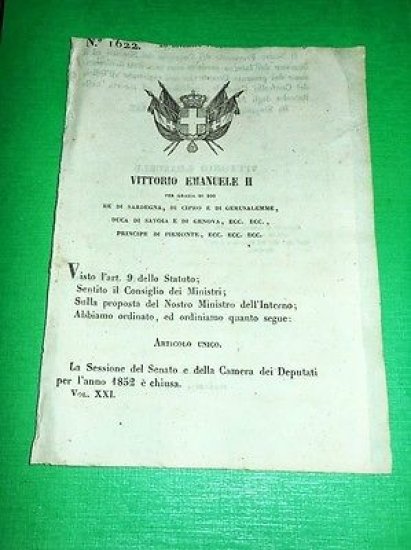 N.° 1622.
VITTORIO EMANUELE II
PER GRAZIA DI DIO
RE DI SARDEGNA, DI CIPRO E DI GERUSALEMME,
DUCA DI SAVOIA E DI GENOVA, ECC. ECC.,
PRINCIPE DI PIEMONTE, ECC. ECC. ECC.
Visto l'art. 9 dello Statuto;
Sentito il Consiglio dei Ministri;
Sulla proposta del Nostro Ministro dell'Interno;
Abbiamo ordinato, ed ordiniamo quanto segue:
ARTICOLO UNICO.
La Sessione del Senato e della Camera dei Deputati
per l'anno 1852 è chiusa.
VOL. XXI.